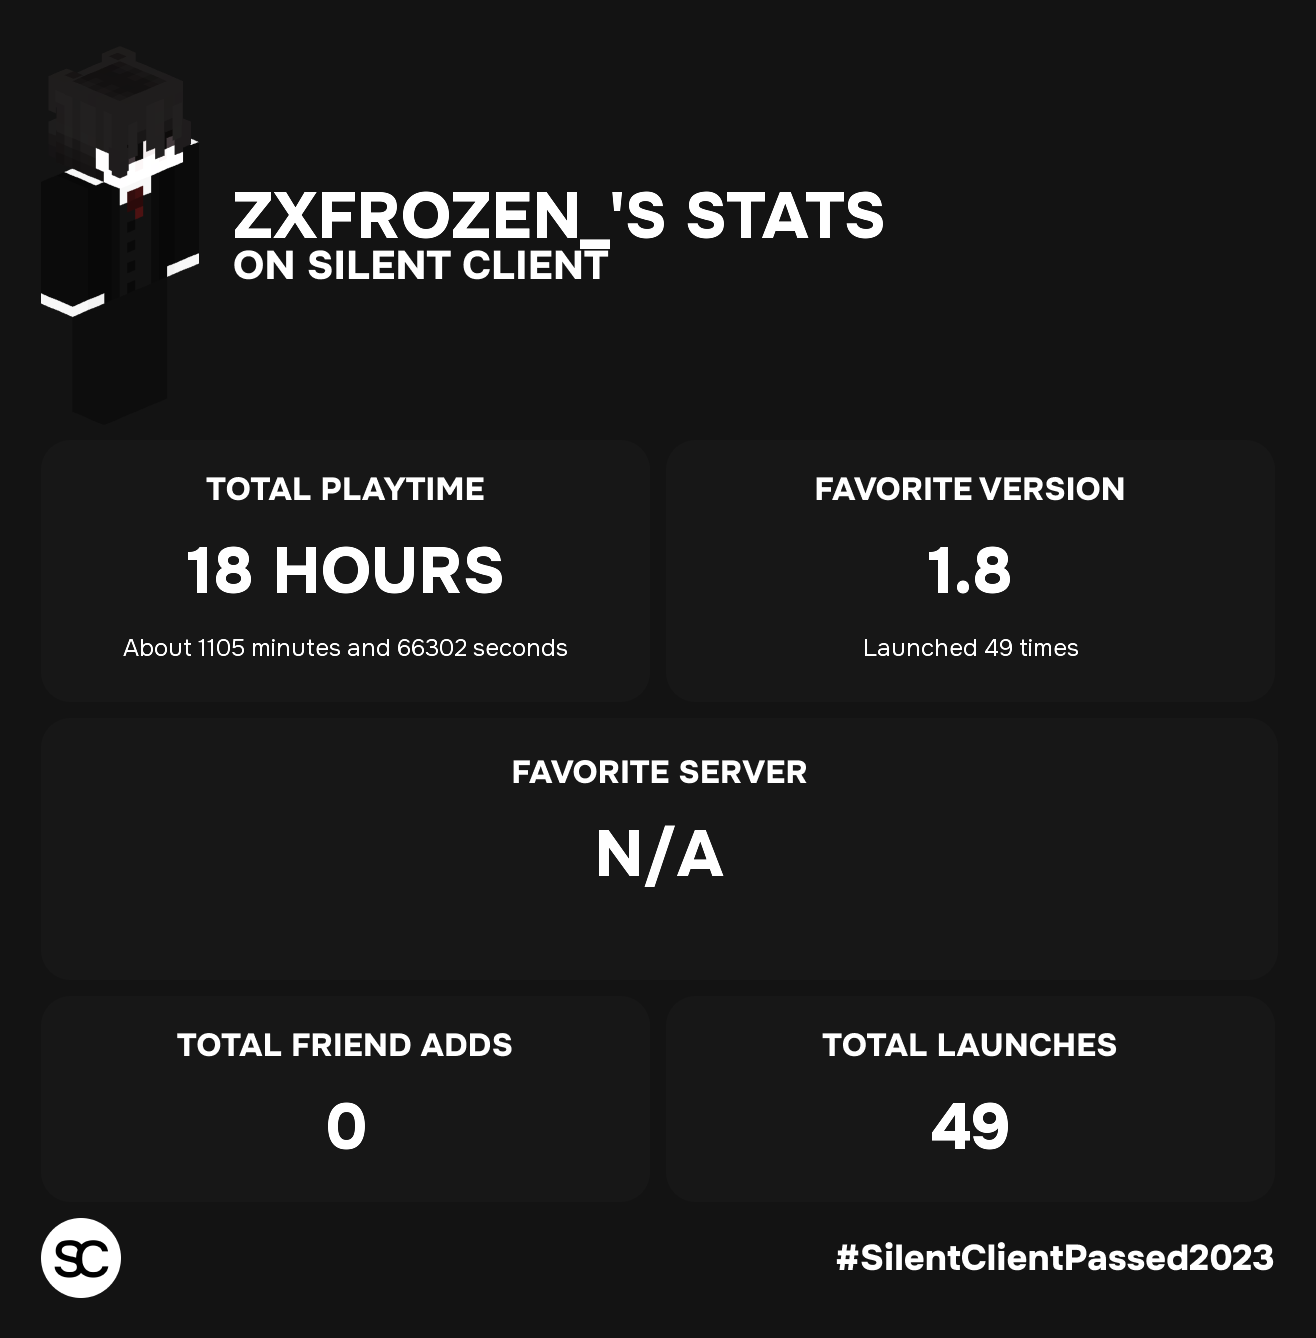 ZXFROZEN_'S STATS
ON SILENT CLIENT
TOTAL PLAYTIME
18 HOURS
About 1105 minutes and 66302 seconds
FAVORITE VERSION
1.8
Launched 49 times
FAVORITE SERVER
N/A
TOTAL FRIEND ADDS
0
TOTAL LAUNCHES
49
SC
#SilentClientPassed2023